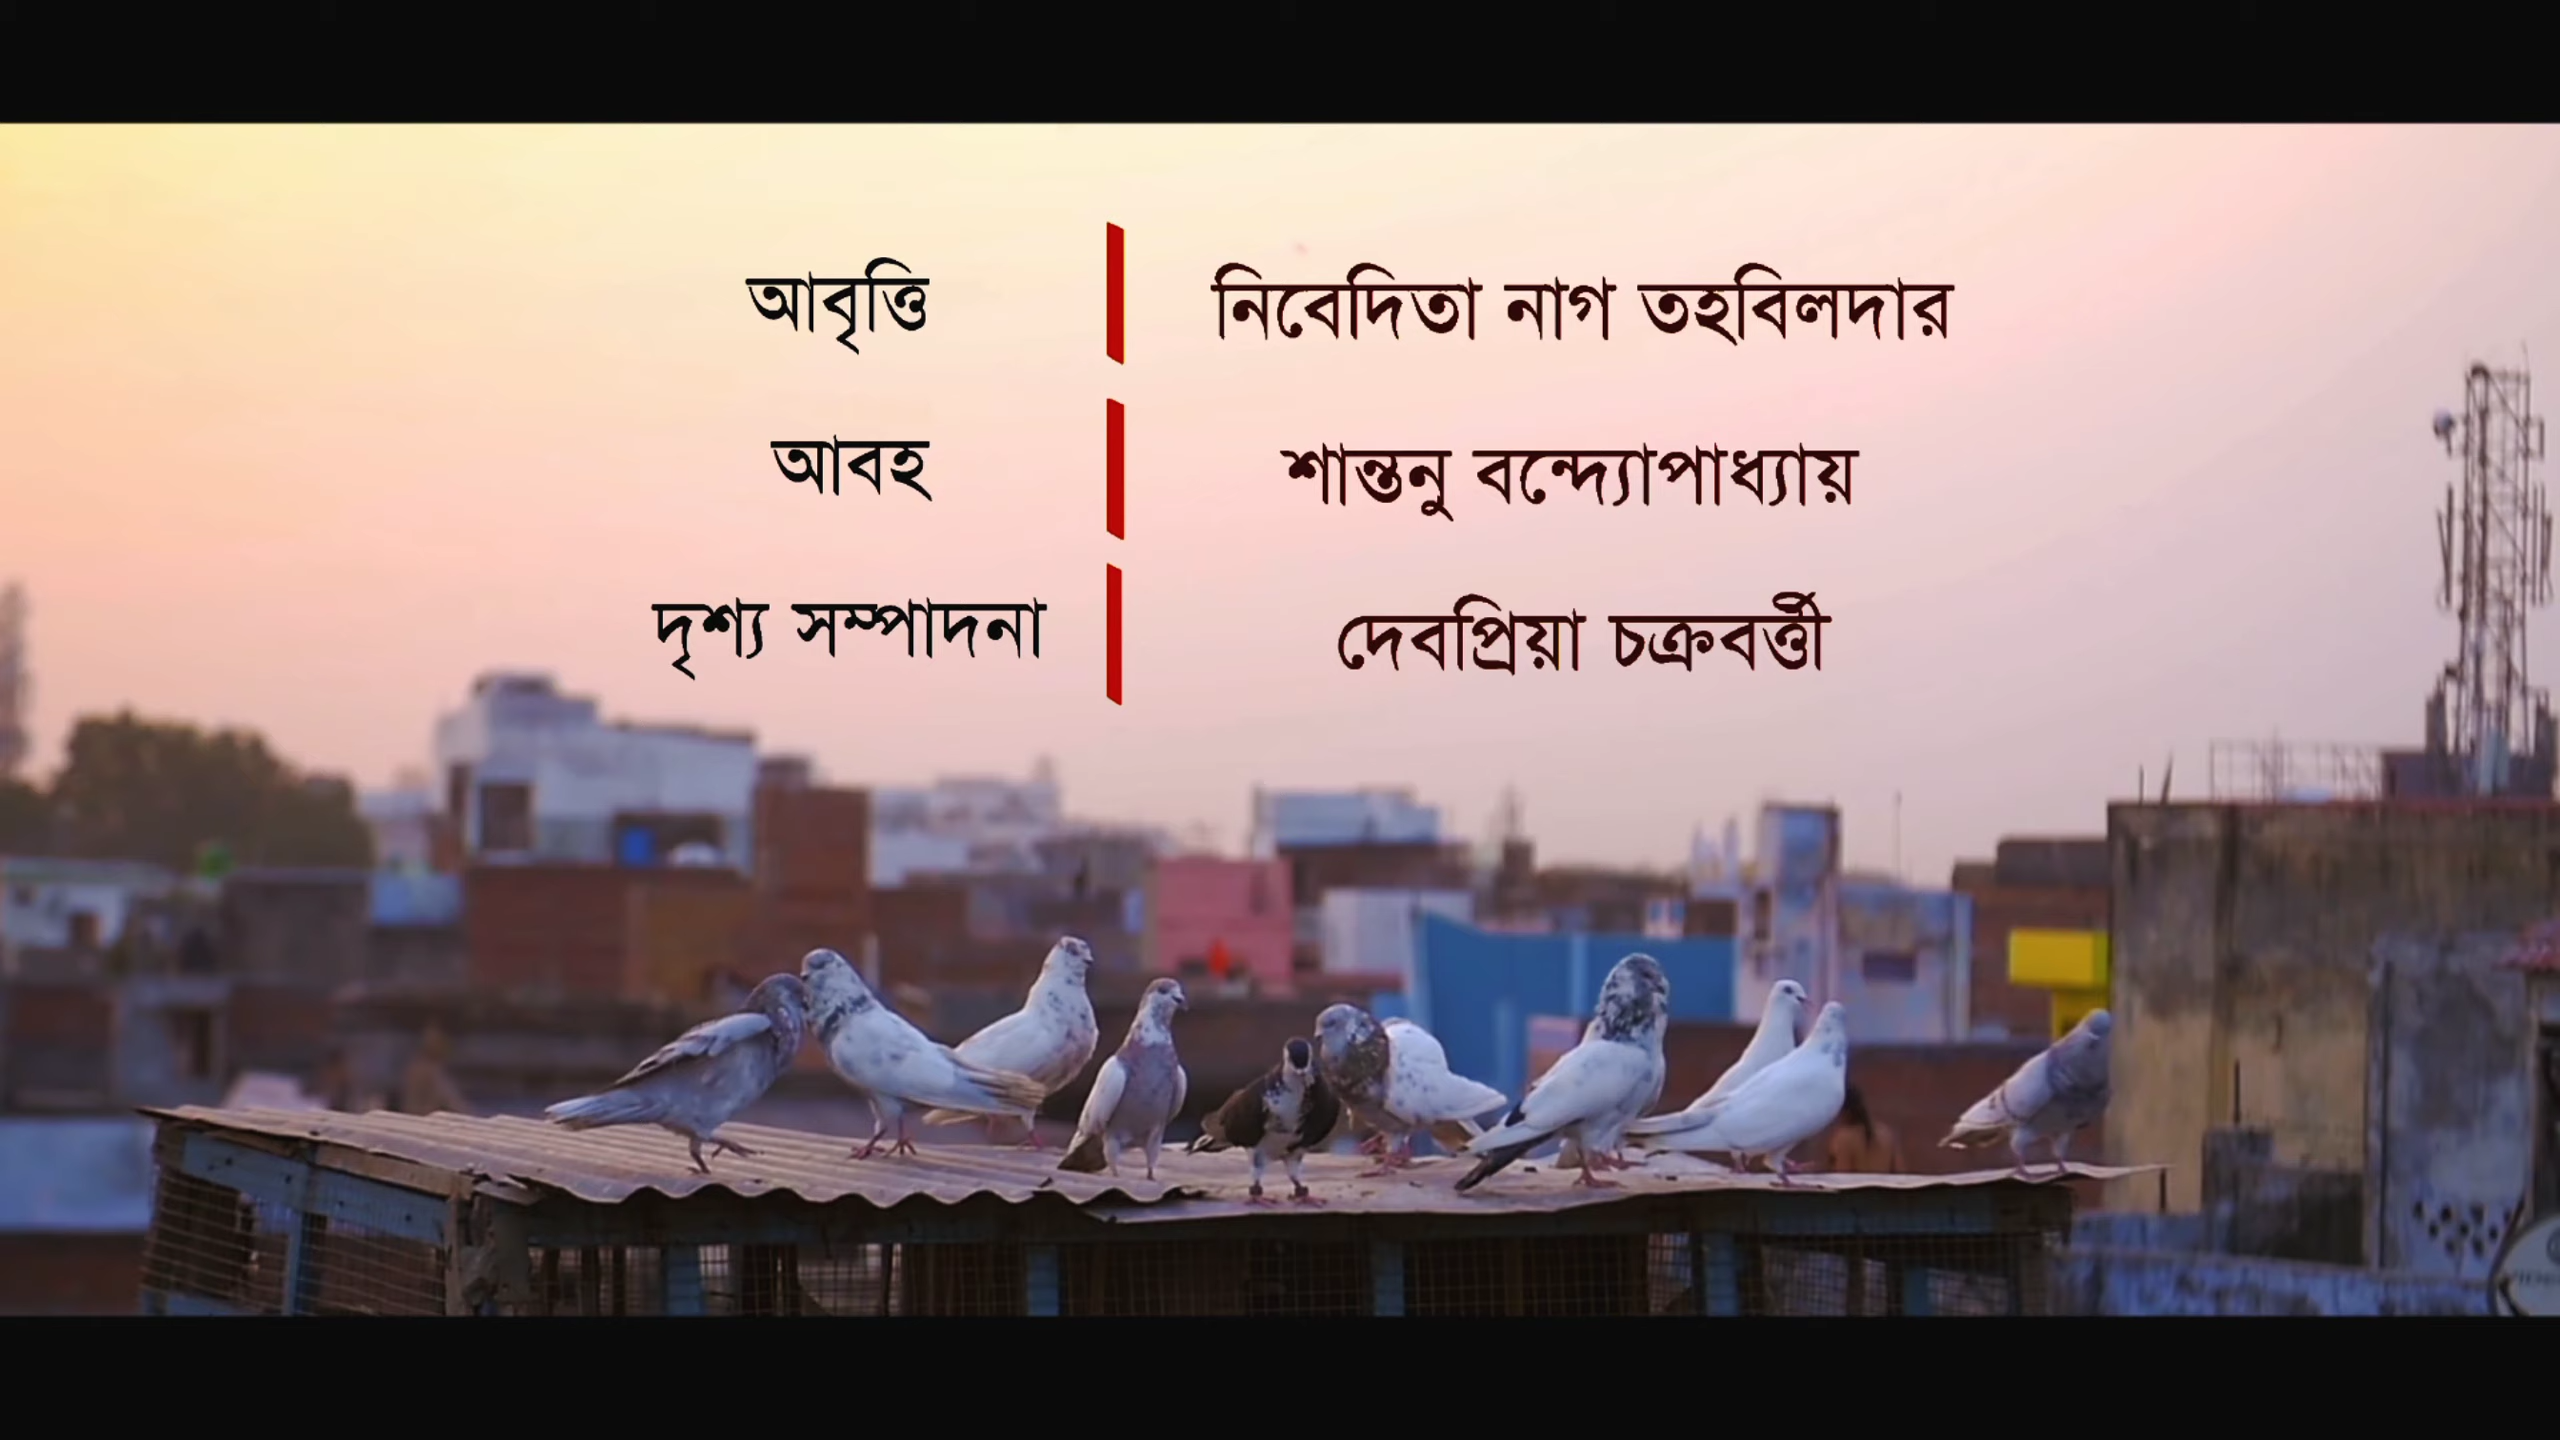 আবৃত্তি নিবেদিতা নাগ তহবিলদার
আবহ শান্তনু বন্দ্যোপাধ্যায়
দৃশ্য সম্পাদনা দেবপ্রিয়া চক্রবর্ত্তী